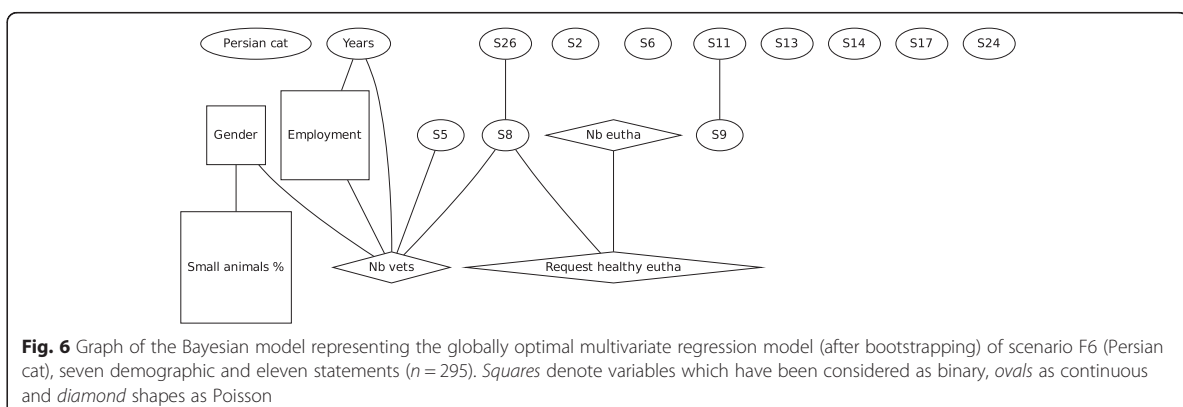 Persian cat Years S26 S2 S6 S11 S13 S14 S17 S24
Gender Employment S5 S8 Nb eutha S9
Small animals % Nb vets Request healthy eutha
Fig. 6 Graph of the Bayesian model representing the globally optimal multivariate regression model (after bootstrapping) of scenario F6 (Persian
cat), seven demographic and eleven statements (n = 295). Squares denote variables which have been considered as binary, ovals as continuous
and diamond shapes as Poisson